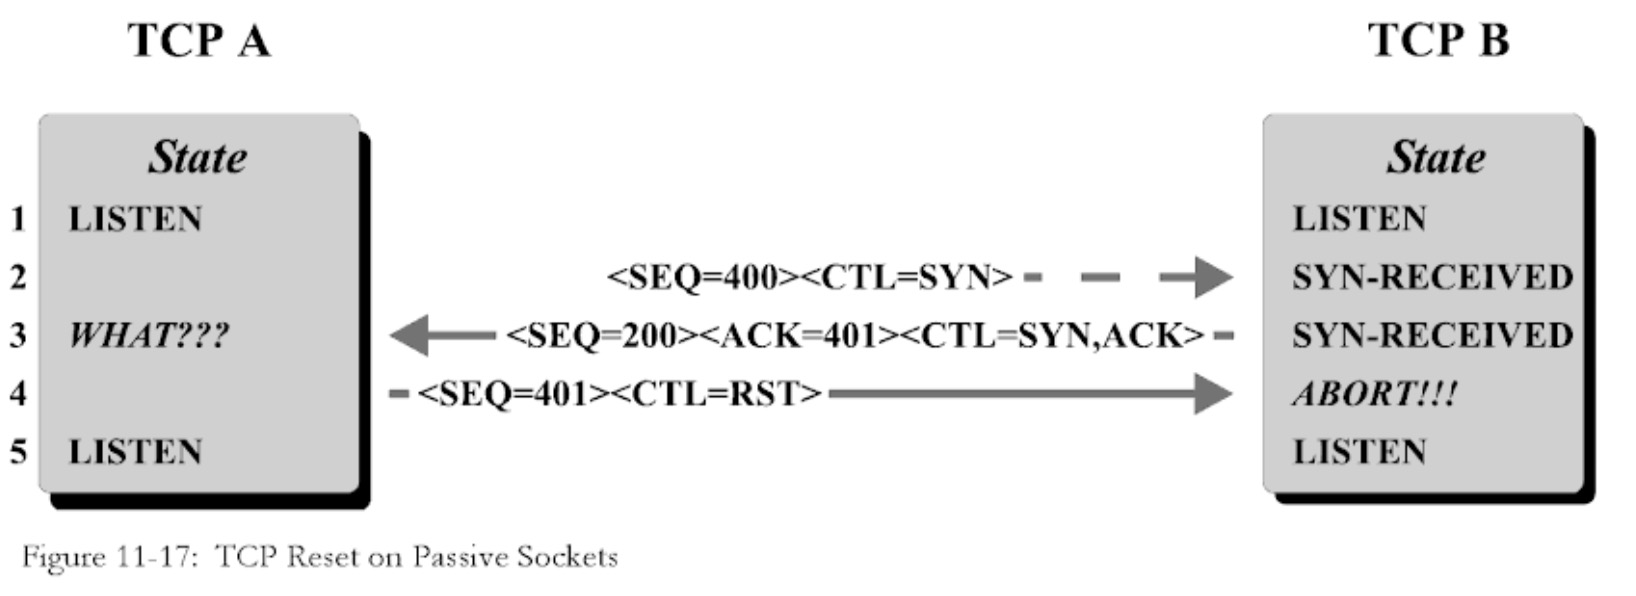 TCP A TCP B
State State
1 LISTEN LISTEN
2 <SEQ=400><CTL=SYN> SYN-RECEIVED
3 WHAT??? <SEQ=200><ACK=401><CTL=SYN,ACK> SYN-RECEIVED
4 <SEQ=401><CTL=RST> ABORT!!!
5 LISTEN LISTEN
Figure 11-17: TCP Reset on Passive Sockets